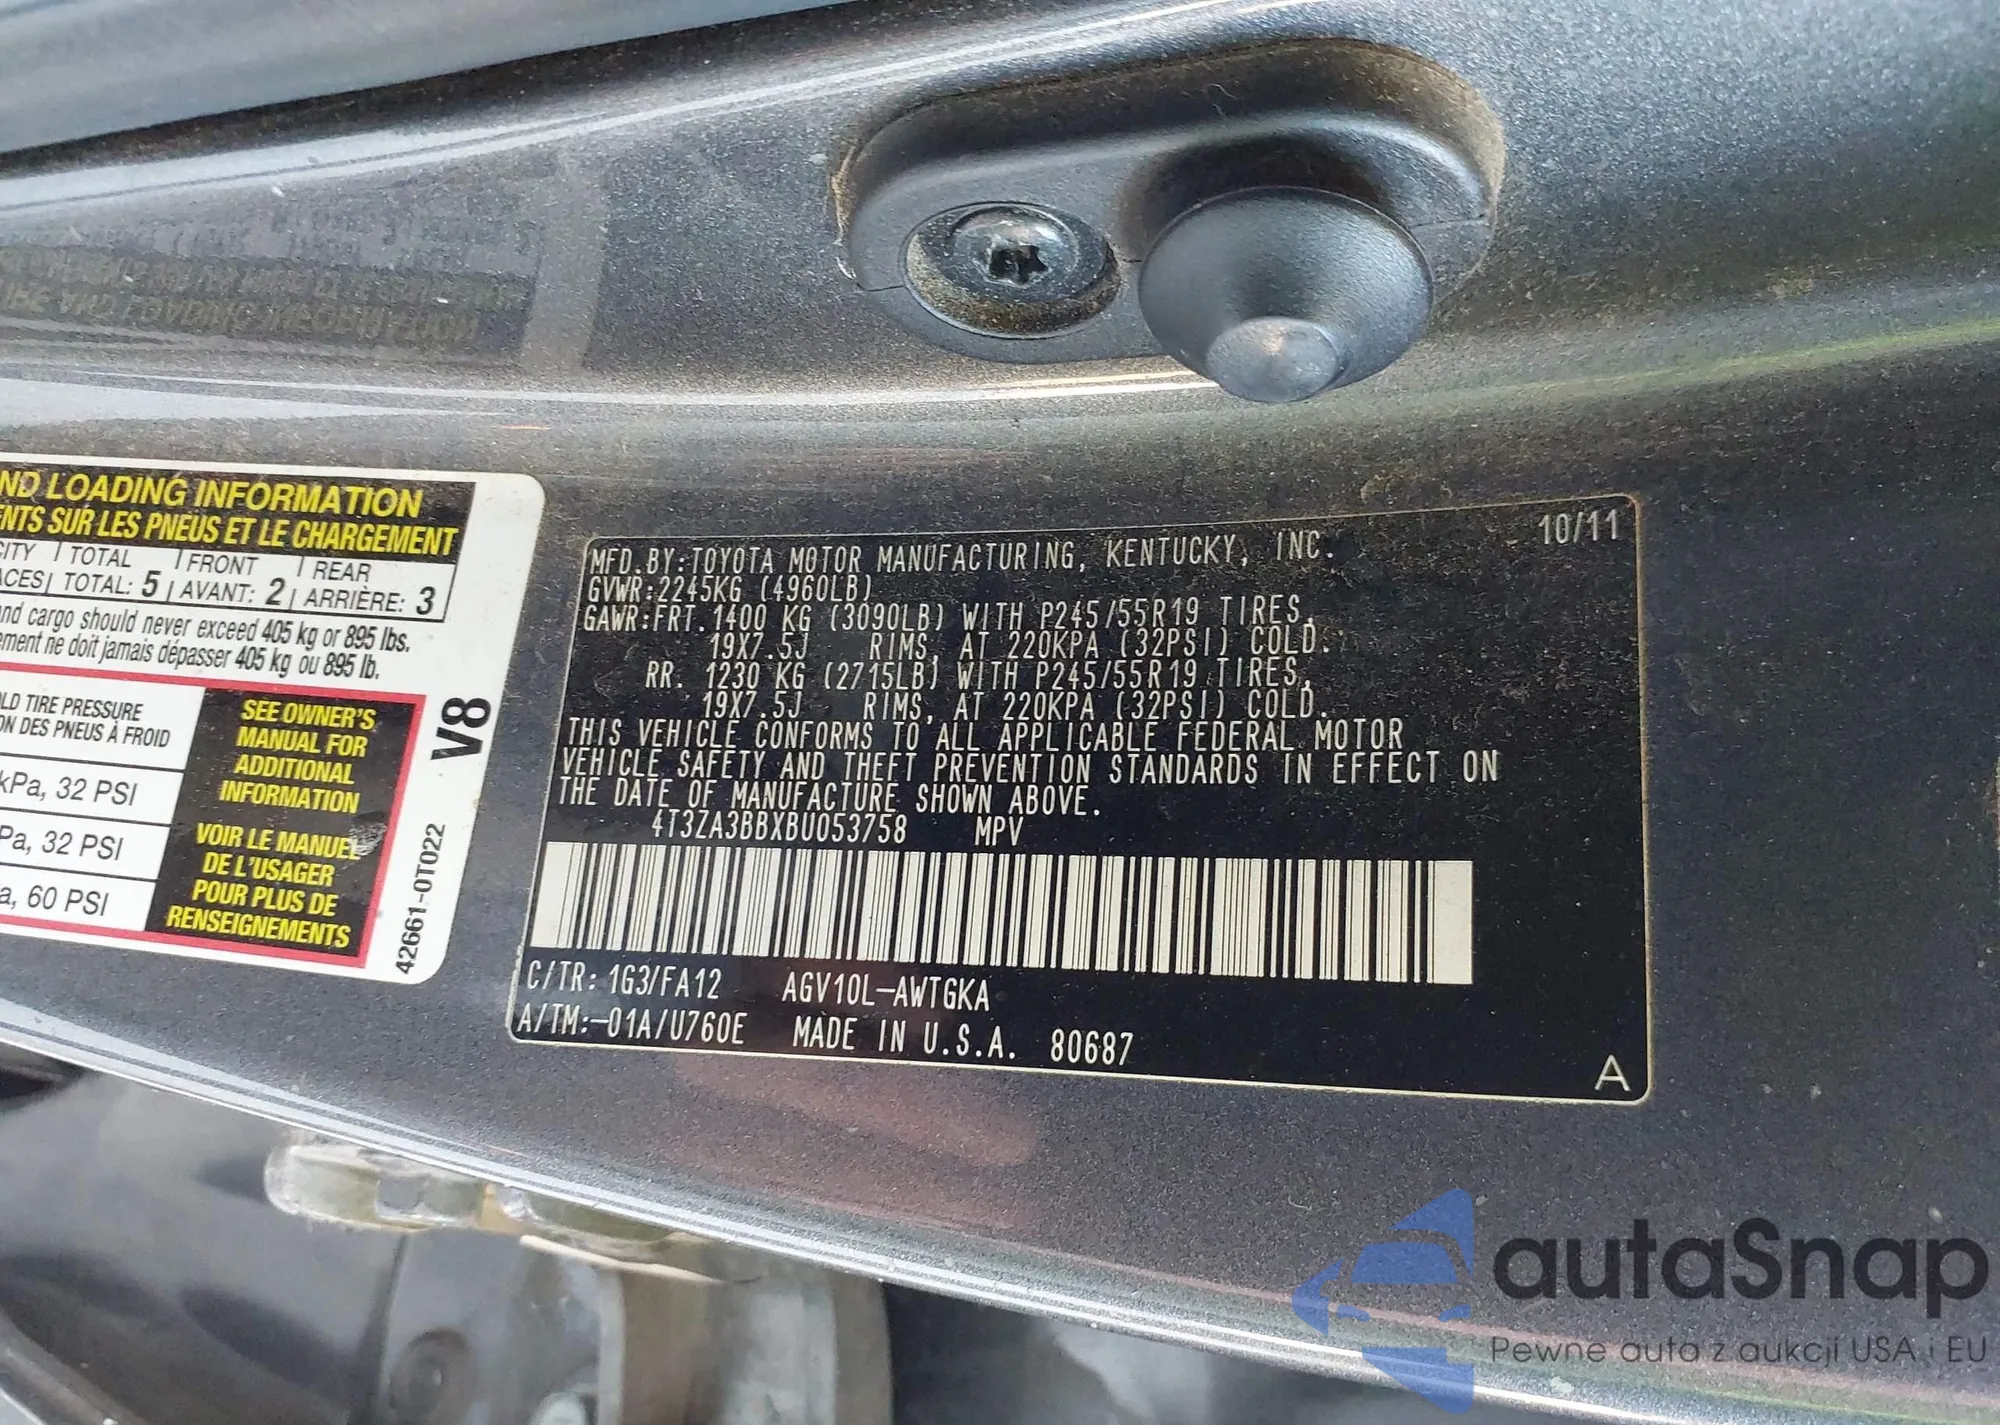 ND LOADING INFORMATION
ENTS SUR LES PNEUS ET LE CHARGEMENT
CITY TOTAL FRONT REAR
ACES TOTAL: 5 AVANT: 2 ARRIÈRE: 3
and cargo should never exceed 405 kg or 895 lbs.
ement ne doit jamais dépasser 405 kg ou 895 lb.
LD TIRE PRESSURE
ON DES PNEUS À FROID
kPa, 32 PSI
Pa, 32 PSI
a, 60 PSI
SEE OWNER'S
MANUAL FOR
ADDITIONAL
INFORMATION
VOIR LE MANUEL
DE L'USAGER
POUR PLUS DE
RENSEIGNEMENTS
V8
42661-0T022
10/11
MFD.BY:TOYOTA MOTOR MANUFACTURING, KENTUCKY, INC.
GVWR:2245KG (4960LB)
GAWR:FRT.1400 KG (3090LB) WITH P245/55R19 TIRES,
19X7.5J RIMS, AT 220KPA (32PSI) COLD.
RR. 1230 KG (2715LB) WITH P245/55R19 TIRES,
19X7.5J RIMS, AT 220KPA (32PSI) COLD.
THIS VEHICLE CONFORMS TO ALL APPLICABLE FEDERAL MOTOR
VEHICLE SAFETY AND THEFT PREVENTION STANDARDS IN EFFECT ON
THE DATE OF MANUFACTURE SHOWN ABOVE.
4T3ZA3BBXBU053758 MPV
C/TR: 1G3/FA12 AGV10L-AWTGKA
A/TM:-01A/U760E MADE IN U.S.A. 80687
A
autaSnap
Pewne auta z aukcji USA i EU